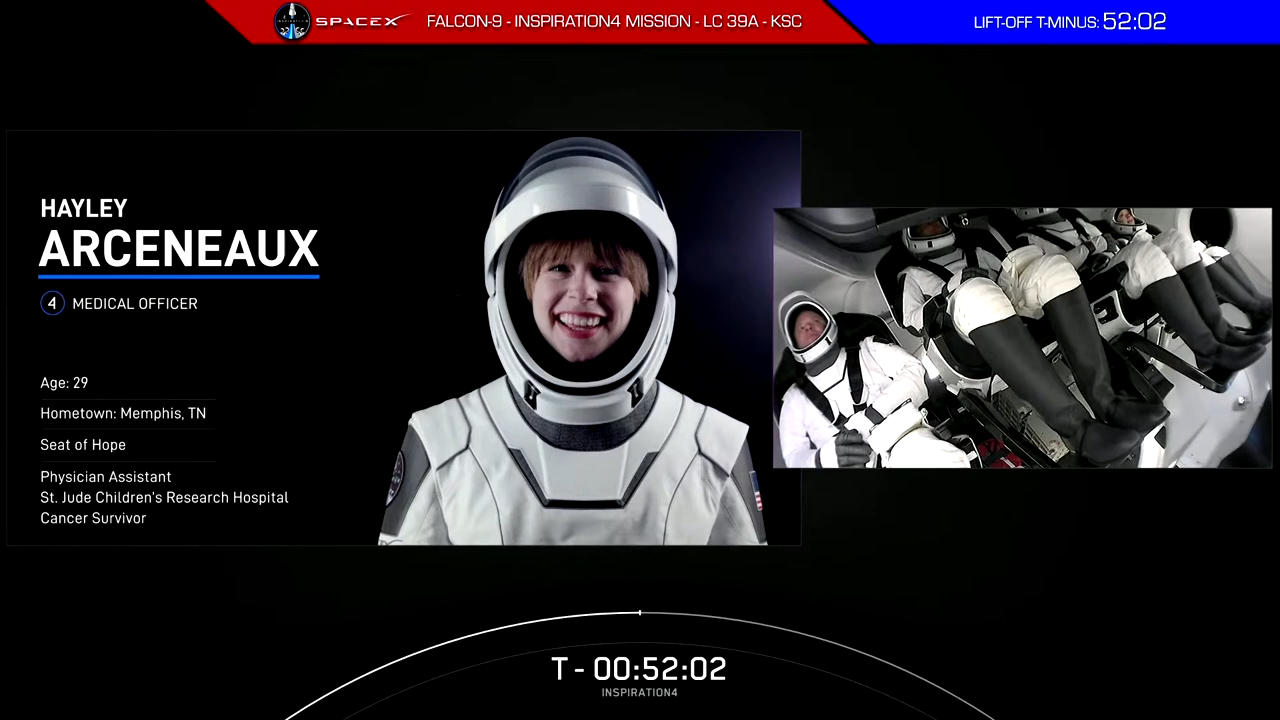 SPACEX
FALCON-9 - INSPIRATION4 MISSION - LC 39A - KSC
LIFT-OFF T-MINUS: 52:02
HAYLEY
ARCENEAUX
4 MEDICAL OFFICER
Age: 29
Hometown: Memphis, TN
Seat of Hope
Physician Assistant
St. Jude Children's Research Hospital
Cancer Survivor
T - 00:52:02
INSPIRATION4